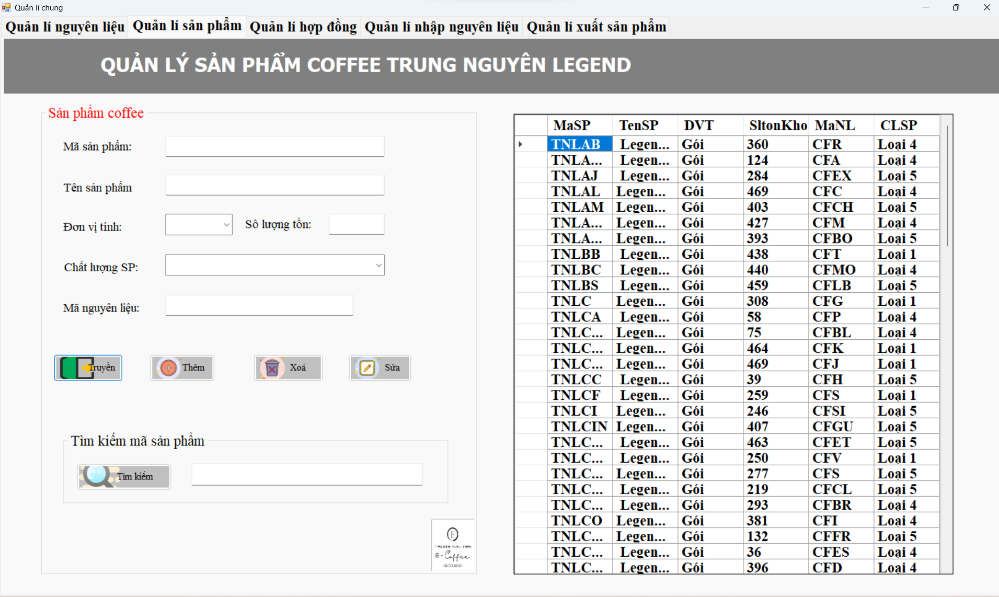 Quản lí chung
Quản lí nguyên liệu Quản lí sản phẩm Quản lí hợp đồng Quản lí nhập nguyên liệu Quản lí xuất sản phẩm
QUẢN LÝ SẢN PHẨM COFFEE TRUNG NGUYÊN LEGEND
Sản phẩm coffee
Mã sản phẩm:
Tên sản phẩm
Đơn vị tính:
Số lượng tồn:
Chất lượng SP:
Mã nguyên liệu:
Truyền
Thêm
Xoá
Sửa
Tìm kiếm mã sản phẩm
Tìm kiếm
TRUNG NGUYEN
E-Coffee
MaSP TenSP DVT SltonKho MaNL CLSP
TNLAB Legen... Gói 360 CFR Loại 4
TNLA... Legen... Gói 124 CFA Loại 4
TNLAJ Legen... Gói 284 CFEX Loại 5
TNLAL Legen... Gói 469 CFC Loại 4
TNLAM Legen... Gói 403 CFCH Loại 5
TNLA... Legen... Gói 427 CFM Loại 4
TNLA... Legen... Gói 393 CFBO Loại 5
TNLBB Legen... Gói 438 CFT Loại 1
TNLBC Legen... Gói 440 CFMO Loại 4
TNLBS Legen... Gói 459 CFLB Loại 5
TNLC Legen... Gói 308 CFG Loại 1
TNLCA Legen... Gói 58 CFP Loại 4
TNLC... Legen... Gói 75 CFBL Loại 4
TNLC... Legen... Gói 464 CFK Loại 1
TNLC... Legen... Gói 469 CFJ Loại 1
TNLCC Legen... Gói 39 CFH Loại 5
TNLCF Legen... Gói 259 CFS Loại 1
TNLCI Legen... Gói 246 CFSI Loại 5
TNLCIN Legen... Gói 407 CFGU Loại 5
TNLC... Legen... Gói 463 CFET Loại 5
TNLC... Legen... Gói 250 CFV Loại 1
TNLC... Legen... Gói 277 CFS Loại 5
TNLC... Legen... Gói 219 CFCL Loại 5
TNLC... Legen... Gói 293 CFBR Loại 4
TNLCO Legen... Gói 381 CFI Loại 4
TNLC... Legen... Gói 132 CFFR Loại 5
TNLC... Legen... Gói 36 CFES Loại 4
TNLC... Legen... Gói 396 CFD Loại 4